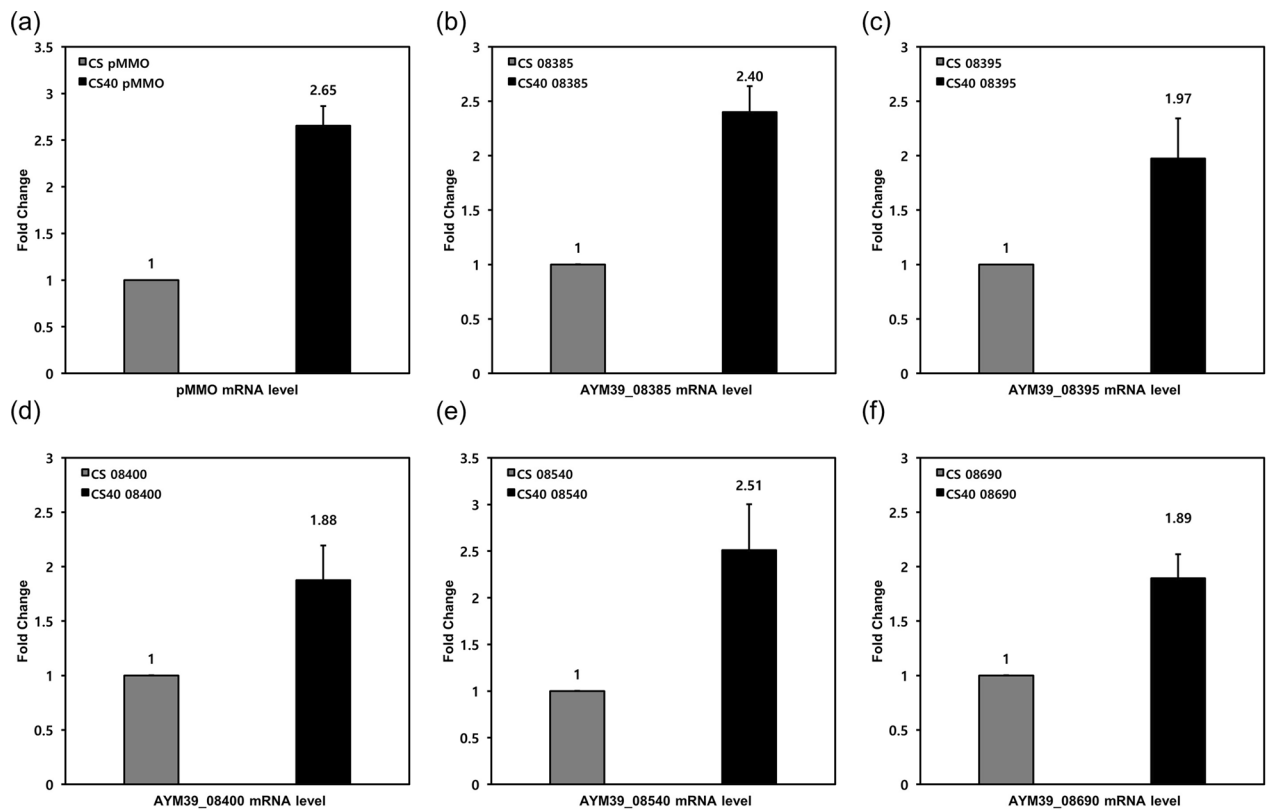 (a)
3.5
3
2.5
2
1.5
1
0.5
0
Fold Change
CS pMMO
CS40 pMMO
1
2.65
pMMO mRNA level
(b)
3
2.5
2
1.5
1
0.5
0
Fold Change
CS 08385
CS40 08385
1
2.40
AYM39_08385 mRNA level
(c)
3
2.5
2
1.5
1
0.5
0
Fold Change
CS 08395
CS40 08395
1
1.97
AYM39_08395 mRNA level
(d)
3
2.5
2
1.5
1
0.5
0
Fold Change
CS 08400
CS40 08400
1
1.88
AYM39_08400 mRNA level
(e)
3.5
3
2.5
2
1.5
1
0.5
0
Fold Change
CS 08540
CS40 08540
1
2.51
AYM39_08540 mRNA level
(f)
3
2.5
2
1.5
1
0.5
0
Fold Change
CS 08690
CS40 08690
1
1.89
AYM39_08690 mRNA level